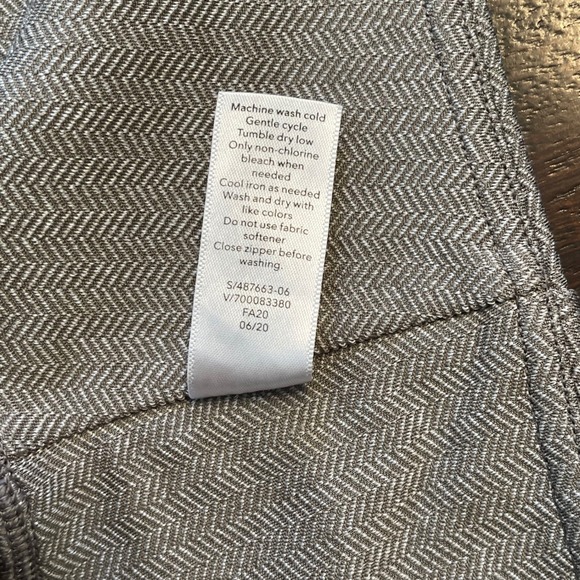 Machine wash cold
Gentle cycle
Tumble dry low
Only non-chlorine
bleach when
needed
Cool iron as needed
Wash and dry with
like colors
Do not use fabric
softener
Close zipper before
washing.
S/487663-06
V/700083380
FA20
06/20